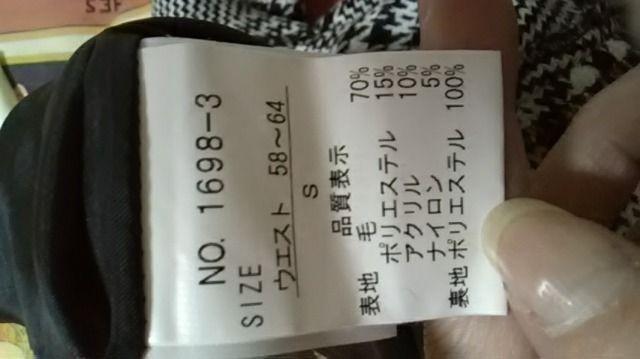 NO. 1698-3
SIZE
ウエスト 58〜64
S
品質表示
表地 毛 70%
ポリエステル 15%
アクリル 10%
ナイロン 5%
裏地 ポリエステル 100%